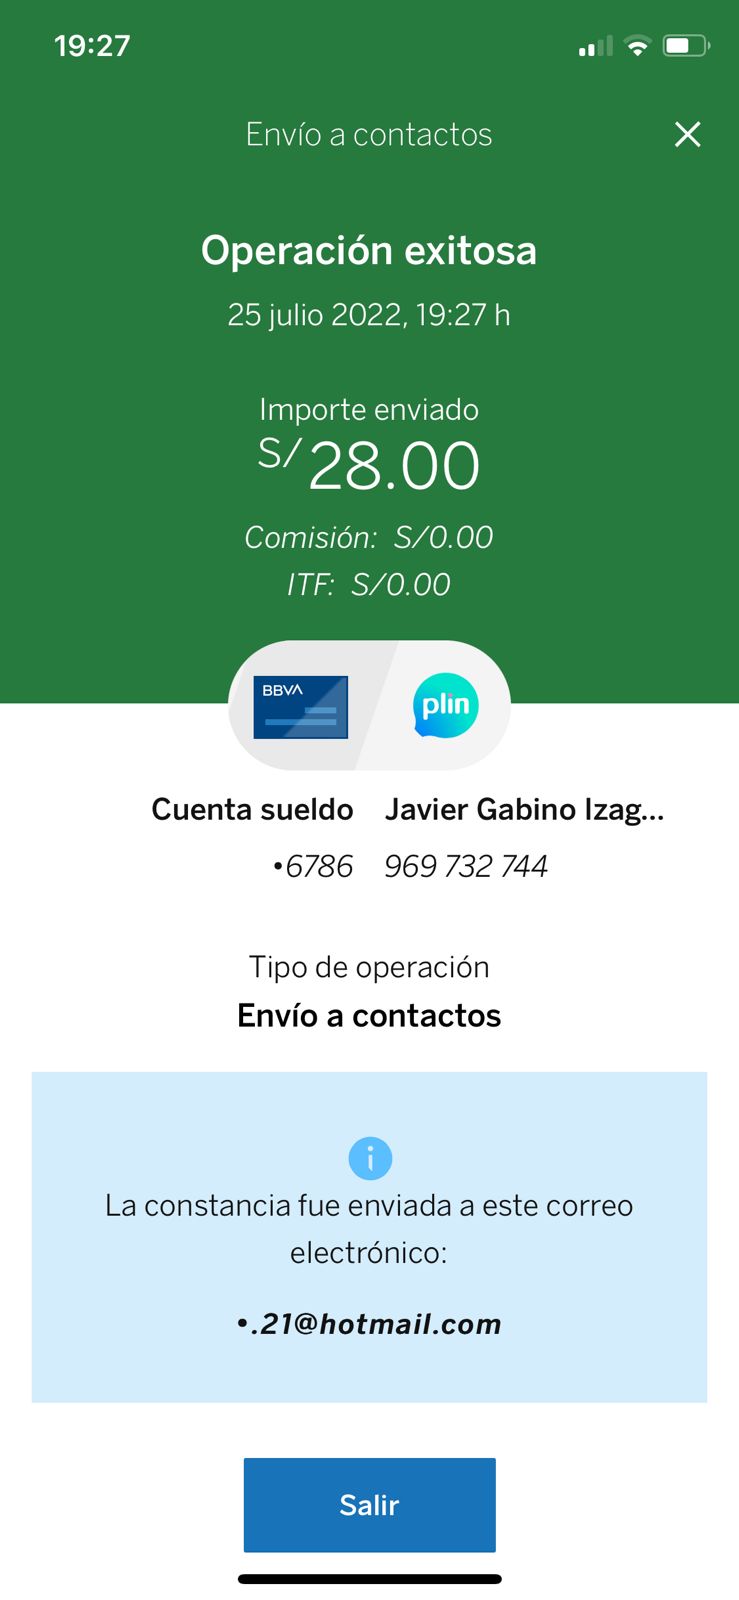 19:27
Envío a contactos
Operación exitosa
25 julio 2022, 19:27 h
Importe enviado
S/28.00
Comisión: S/0.00
ITF: S/0.00
BBVA plin
Cuenta sueldo Javier Gabino Izag...
•6786 969 732 744
Tipo de operación
Envío a contactos
i
La constancia fue enviada a este correo
electrónico:
•.21@hotmail.com
Salir